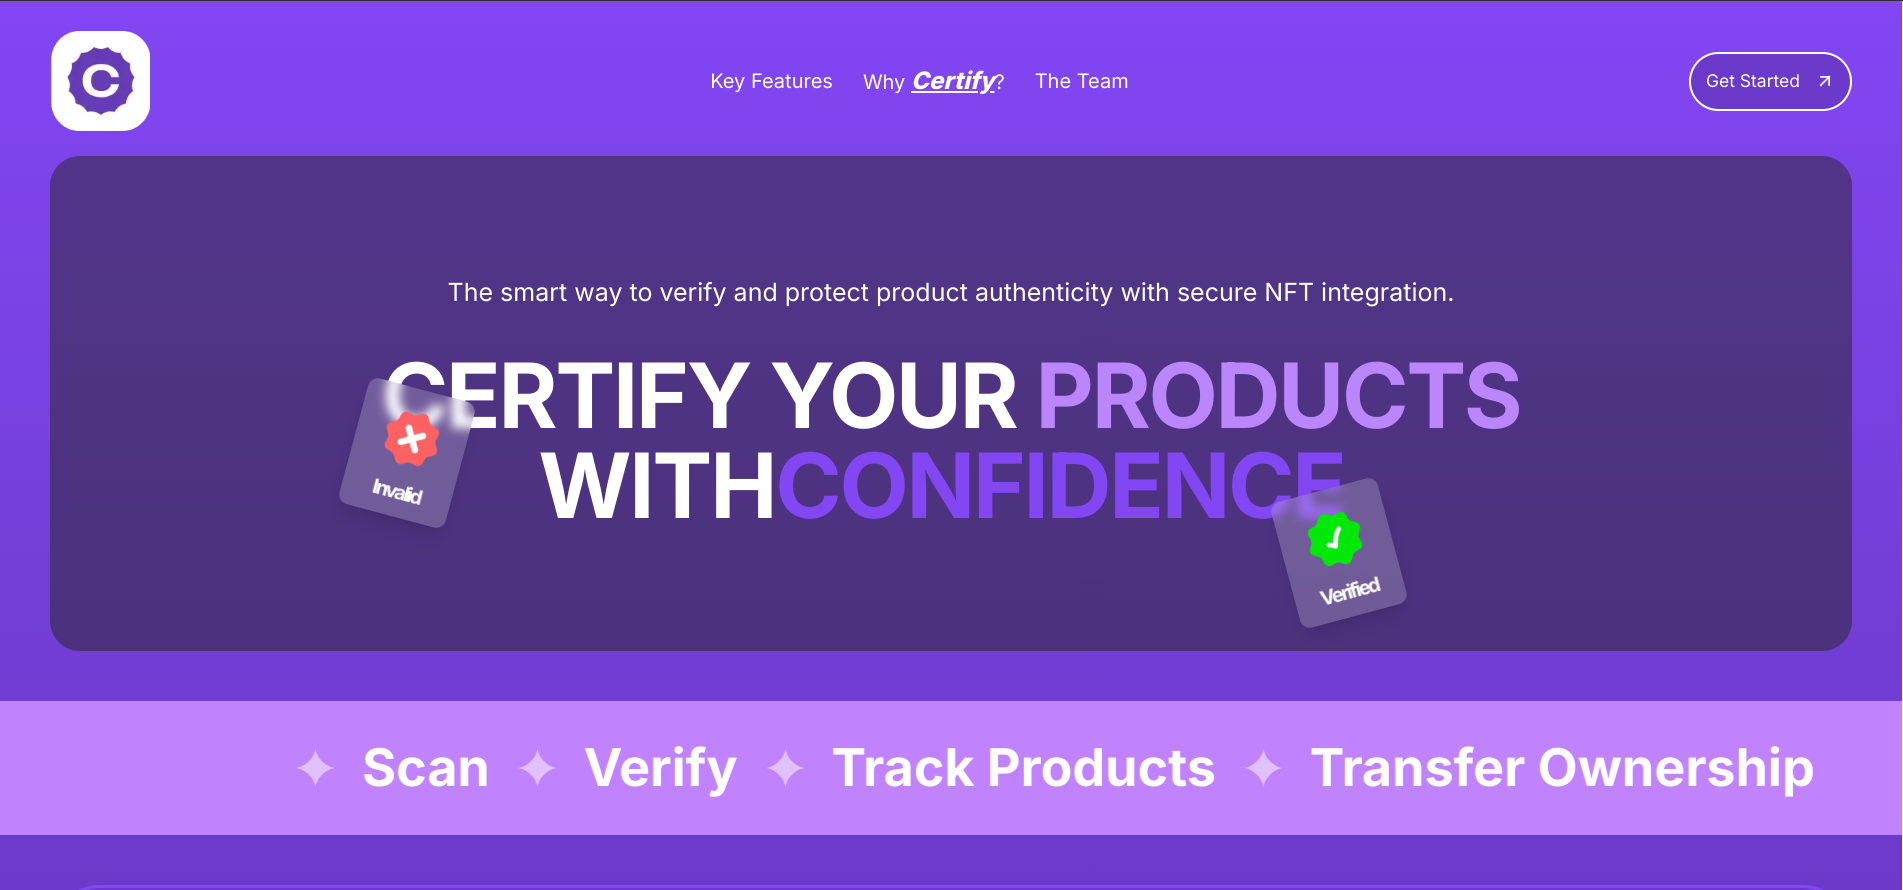 C
Key Features
Why Certify?
The Team
Get Started
The smart way to verify and protect product authenticity with secure NFT integration.
CERTIFY YOUR PRODUCTS
WITHCONFIDENCE
Invalid
Verified
Scan
Verify
Track Products
Transfer Ownership